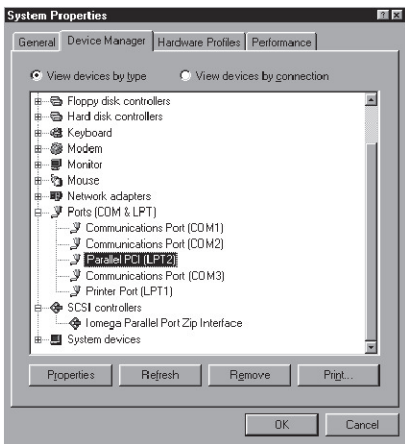 System Properties
General Device Manager Hardware Profiles Performance
View devices by type View devices by connection
Floppy disk controllers
Hard disk controllers
Keyboard
Modem
Monitor
Mouse
Network adapters
Ports (COM & LPT)
Communications Port (COM1)
Communications Port (COM2)
Parallel PCI (LPT2)
Communications Port (COM3)
Printer Port (LPT1)
SCSI controllers
Iomega Parallel Port Zip Interface
System devices
Properties Refresh Remove Print...
OK Cancel